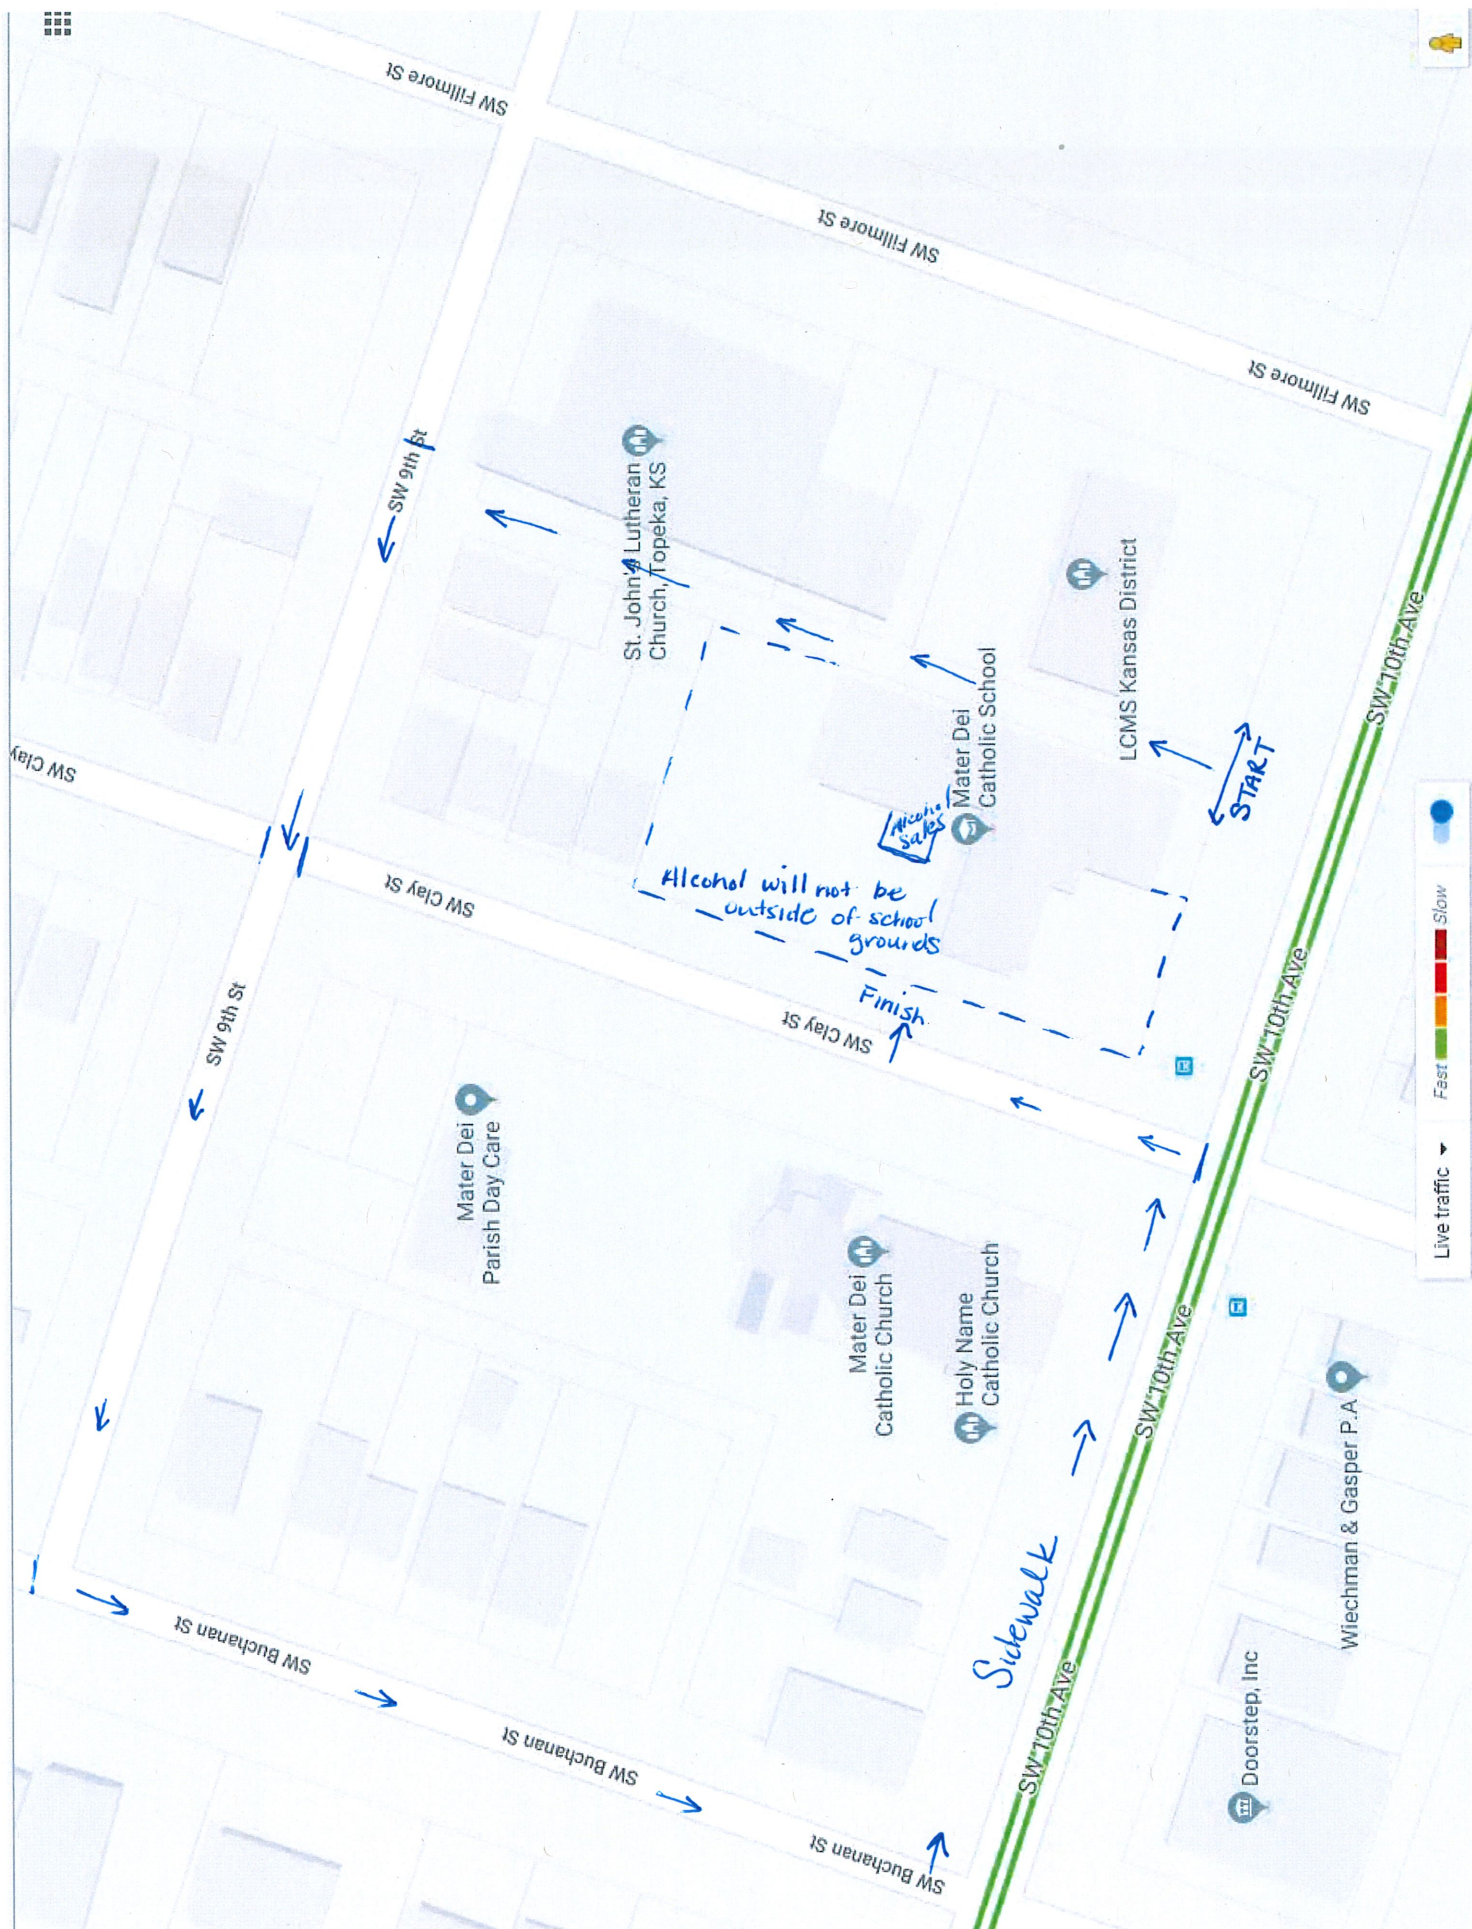 SW Fillmore St
SW Fillmore St
SW Fillmore St
SW 9th St
SW 9th St
SW Clay
SW Clay St
SW Clay St
St. John's Lutheran
Church, Topeka, KS
Mater Dei
Catholic School
LCMS Kansas District
START
Alcohol
Sales
Alcohol will not be
outside of school
grounds
Finish
Mater Dei
Parish Day Care
Mater Dei
Catholic Church
Holy Name
Catholic Church
Sidewalk
SW Buchanan St
SW Buchanan St
SW Buchanan St
SW 10th Ave
SW 10th Ave
SW 10th Ave
SW 10th Ave
Wiechman & Gasper P.A
Doorstep, Inc
Live traffic
Fast
Slow